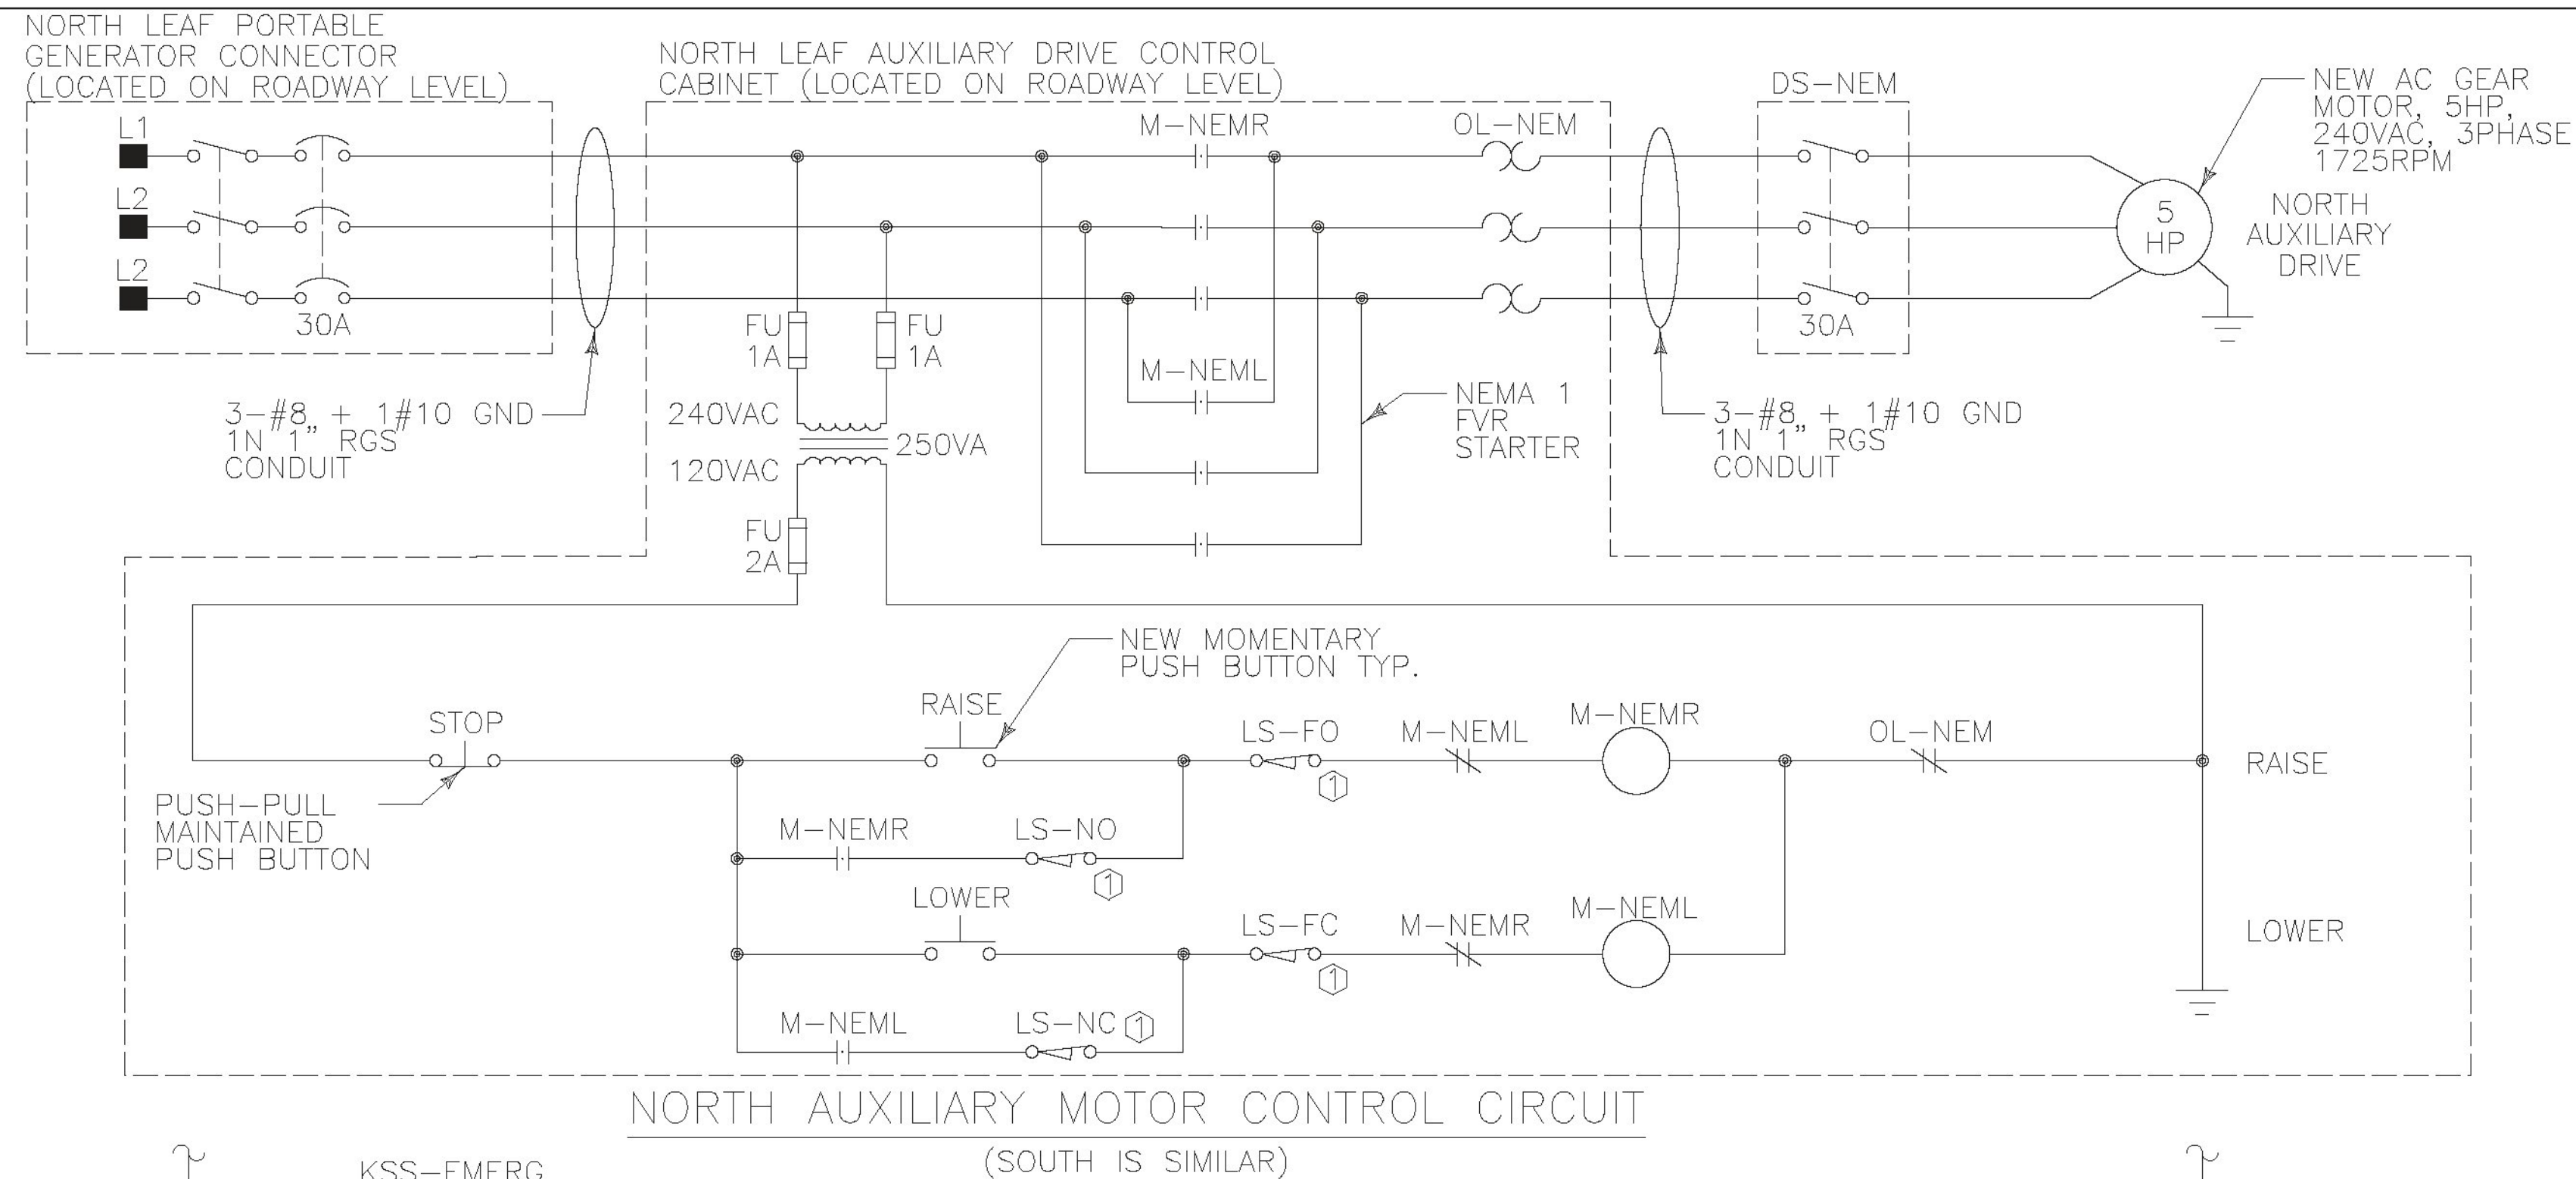 NORTH LEAF PORTABLE
GENERATOR CONNECTOR
(LOCATED ON ROADWAY LEVEL)
NORTH LEAF AUXILIARY DRIVE CONTROL
CABINET (LOCATED ON ROADWAY LEVEL)
DS-NEM
NEW AC GEAR
MOTOR, 5HP,
240VAC, 3PHASE
1725RPM
L1
L2
L2
30A
M-NEMR
OL-NEM
30A
5
HP
NORTH
AUXILIARY
DRIVE
FU
1A
FU
1A
M-NEML
NEMA 1
FVR
STARTER
3-#8, + 1#10 GND
1N 1" RGS
CONDUIT
240VAC
250VA
120VAC
3-#8, + 1#10 GND
1N 1" RGS
CONDUIT
FU
2A
NEW MOMENTARY
PUSH BUTTON TYP.
STOP
RAISE
LS-FO
1
M-NEML
M-NEMR
OL-NEM
RAISE
PUSH-PULL
MAINTAINED
PUSH BUTTON
M-NEMR
LS-NO
1
LOWER
LS-FC
1
M-NEMR
M-NEML
LOWER
M-NEML
LS-NC 1
NORTH AUXILIARY MOTOR CONTROL CIRCUIT
(SOUTH IS SIMILAR)
KSS-EMERG